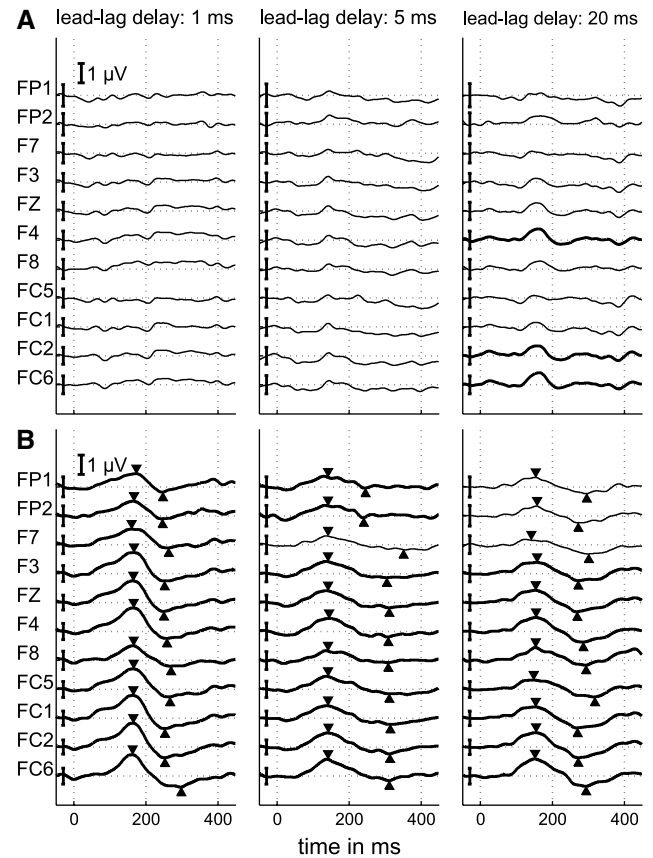 A lead-lag delay: 1 ms lead-lag delay: 5 ms lead-lag delay: 20 ms
1 µV
FP1
FP2
F7
F3
FZ
F4
F8
FC5
FC1
FC2
FC6
B
1 µV
FP1
FP2
F7
F3
FZ
F4
F8
FC5
FC1
FC2
FC6
0 200 400 0 200 400 0 200 400
time in ms